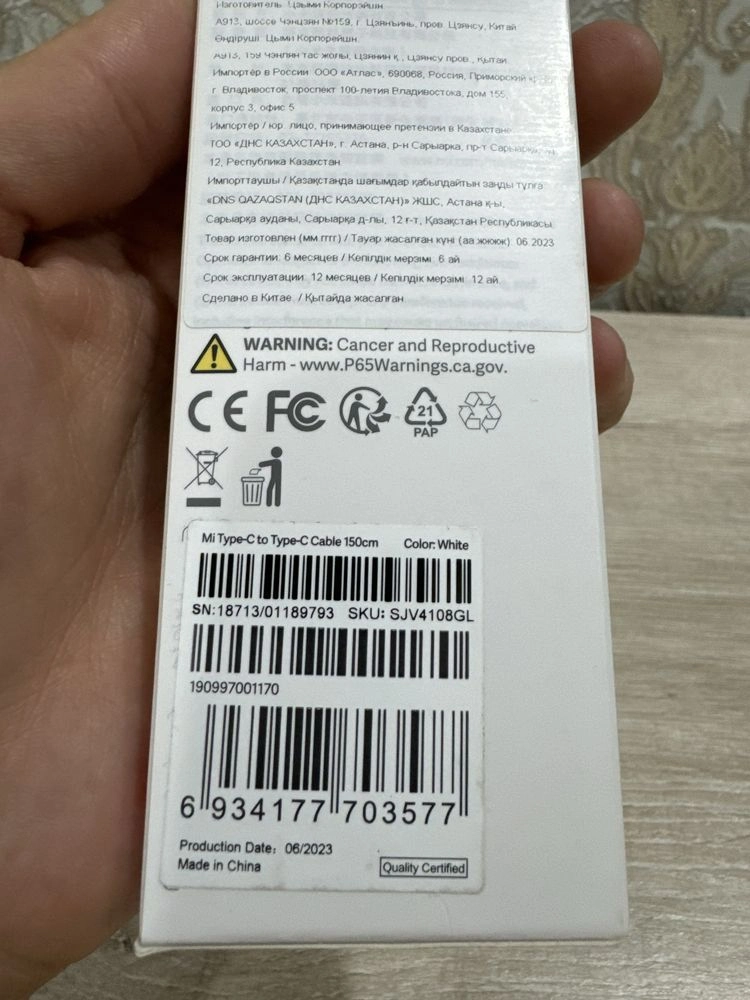 Изготовитель: Цзыми Корпорэйшн
А913, шоссе Чэнцзян №159, г. Цзянъинь, пров. Цзянсу, Китай
Өндіруші: Цзыми Корпорейшн.
А913, 159 Чэнлян тас жолы, Цзянин қ., Цзянсу пров., Қытай
Импортёр в России: ООО «Атлас», 690068, Россия, Приморский
г. Владивосток, проспект 100-летия Владивостока, дом 155,
корпус 3, офис 5
Импортер / юр. лицо, принимающее претензии в Казахстане
ТОО «ДНС КАЗАХСТАН», г. Астана, р-н Сарыарка, пр-т Сарыарка,
12, Республика Казахстан
Импорттаушы / Қазақстанда шағымдар қабылдайтын заңды тұлға
«DNS QAZAQSTAN (ДНС КАЗАХСТАН)» ЖШС, Астана қ-ы,
Сарыарқа ауданы, Сарыарқа д-лы, 12 ғ-т, Қазақстан Республикасы
Товар изготовлен (мм.гггг) / Тауар жасалған күні (аа.жжжж): 06.2023
Срок гарантии: 6 месяцев / Кепілдік мерзімі: 6 ай
Срок эксплуатации: 12 месяцев / Кепілдік мерзімі: 12 ай.
Сделано в Китае. / Қытайда жасалған
WARNING: Cancer and Reproductive
Harm - www.P65Warnings.ca.gov.
CE FC 21
PAP
Mi Type-C to Type-C Cable 150cm Color: White
SN:18713/01189793 SKU: SJV4108GL
190997001170
6 934177 703577
Production Date: 06/2023
Made in China Quality Certified